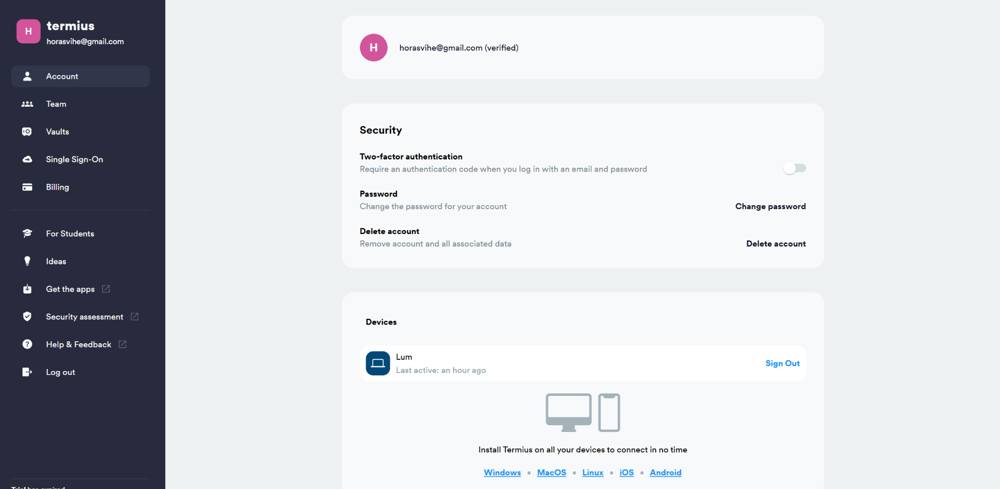 H
termius
horasvihe@gmail.com
Account
Team
Vaults
Single Sign-On
Billing
For Students
Ideas
Get the apps
Security assessment
Help & Feedback
Log out
Trial has expired
H
horasvihe@gmail.com (verified)
Security
Two-factor authentication
Require an authentication code when you log in with an email and password
Password
Change the password for your account
Change password
Delete account
Remove account and all associated data
Delete account
Devices
Lum
Last active: an hour ago
Sign Out
Install Termius on all your devices to connect in no time
Windows • MacOS • Linux • iOS • Android